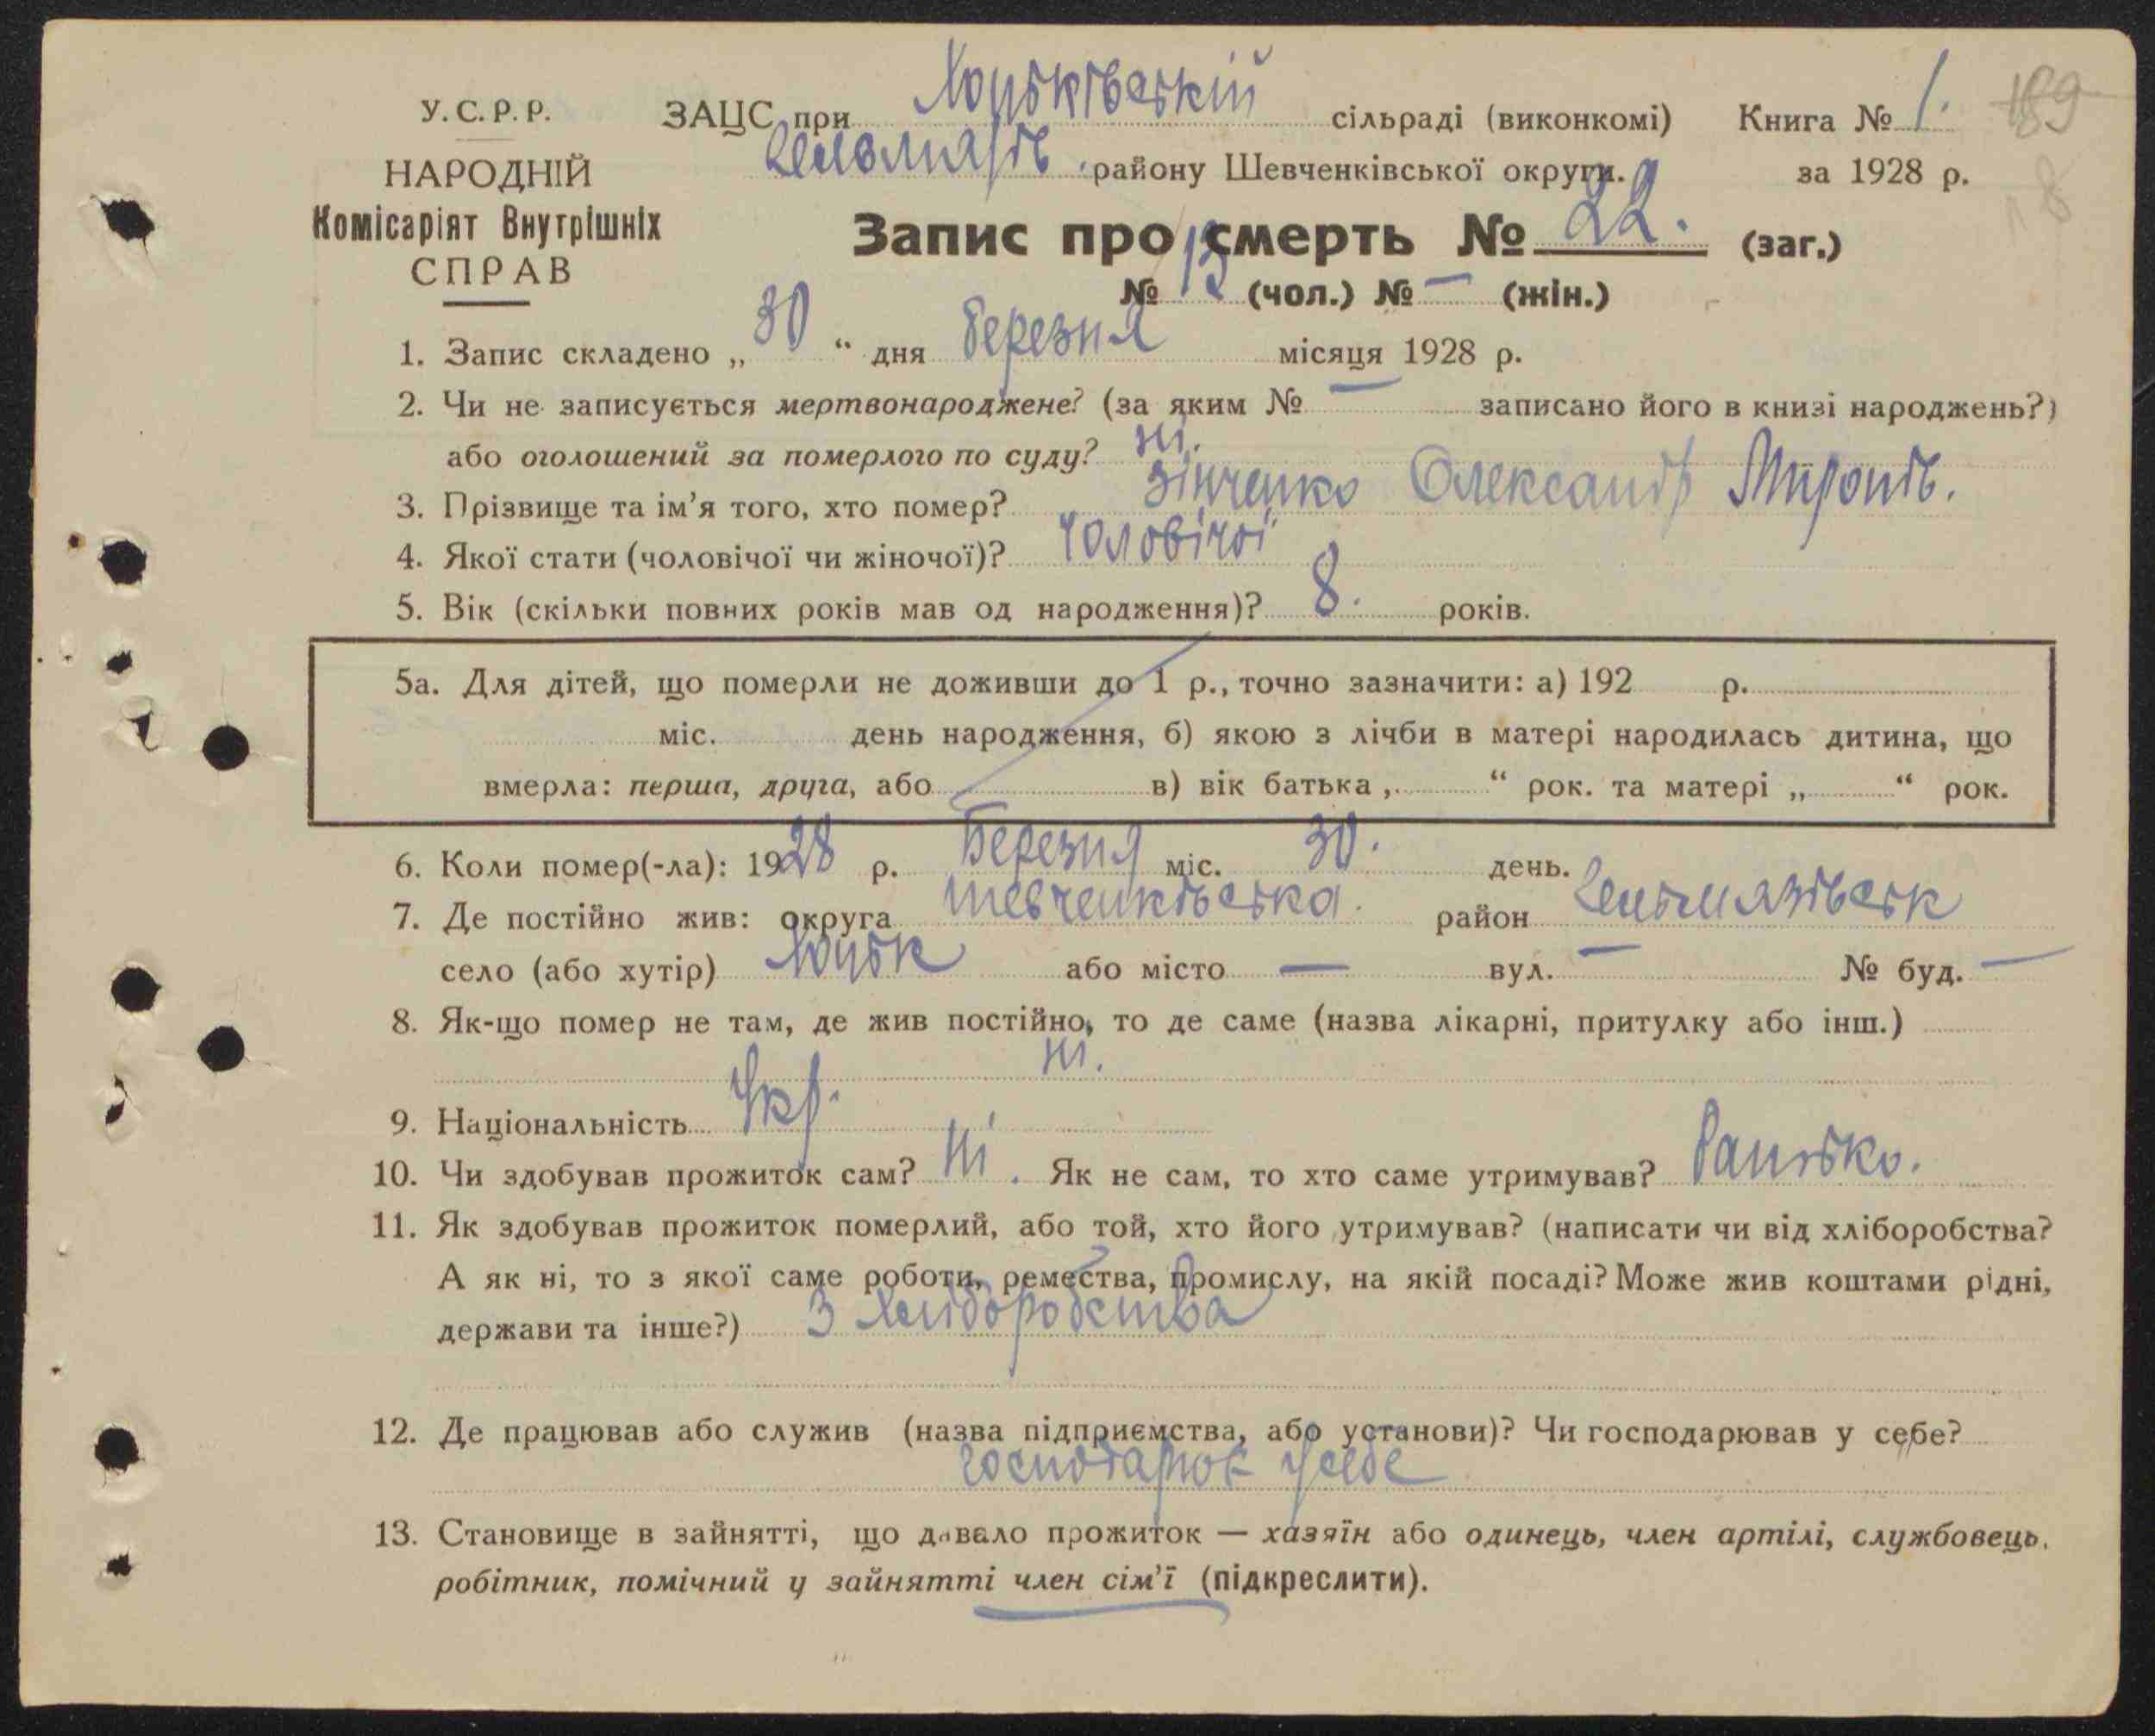 У.С.Р.Р.
НАРОДНІЙ
Комісаріят Внутрішніх
СПРАВ
ЗАЦС при Хоцьківській сільраді (виконкомі) Книга № 1.
району Шевченківської округи. за 1928 р.
Запис про смерть № 22. (заг.)
№ 13 (чол.) № — (жін.)
1. Запис складено „30“ дня березня місяця 1928 р.
2. Чи не записується мертвонароджене? (за яким № — записано його в книзі народжень?)
або оголошений за померлого по суду? ні.
3. Прізвище та ім’я того, хто помер? Зінченко Олександр Миронів.
4. Якої стати (чоловічої чи жіночої)? чоловічої
5. Вік (скільки повних років мав од народження)? 8. років.
5а. Для дітей, що померли не доживши до 1 р., точно зазначити: а) 192 р.
міс. день народження, б) якою з лічби в матері народилась дитина, що
вмерла: перша, друга, або в) вік батька „ “ рок. та матері „ “ рок.
6. Коли помер(-ла): 1928 р. Березня міс. 30. день.
7. Де постійно жив: округа Шевченківська. район Гельмязівськ
село (або хутір) Хоцьк або місто — вул. — № буд. —
8. Як-що помер не там, де жив постійно, то де саме (назва лікарні, притулку або інш.)
ні.
9. Національність Укр.
10. Чи здобував прожиток сам? Ні. Як не сам, то хто саме утримував? батько.
11. Як здобував прожиток померлий, або той, хто його утримував? (написати чи від хліборобства?
А як ні, то з якої саме роботи, ремества, промислу, на якій посаді? Може жив коштами рідні,
держави та інше?) З хліборобства
12. Де працював або служив (назва підприємства, або установи)? Чи господарював у себе?
господарює у себе
13. Становище в зайнятті, що давало прожиток — хазяїн або одинець, член артілі, службовець,
робітник, помічний у зайнятті член сім’ї (підкреслити).